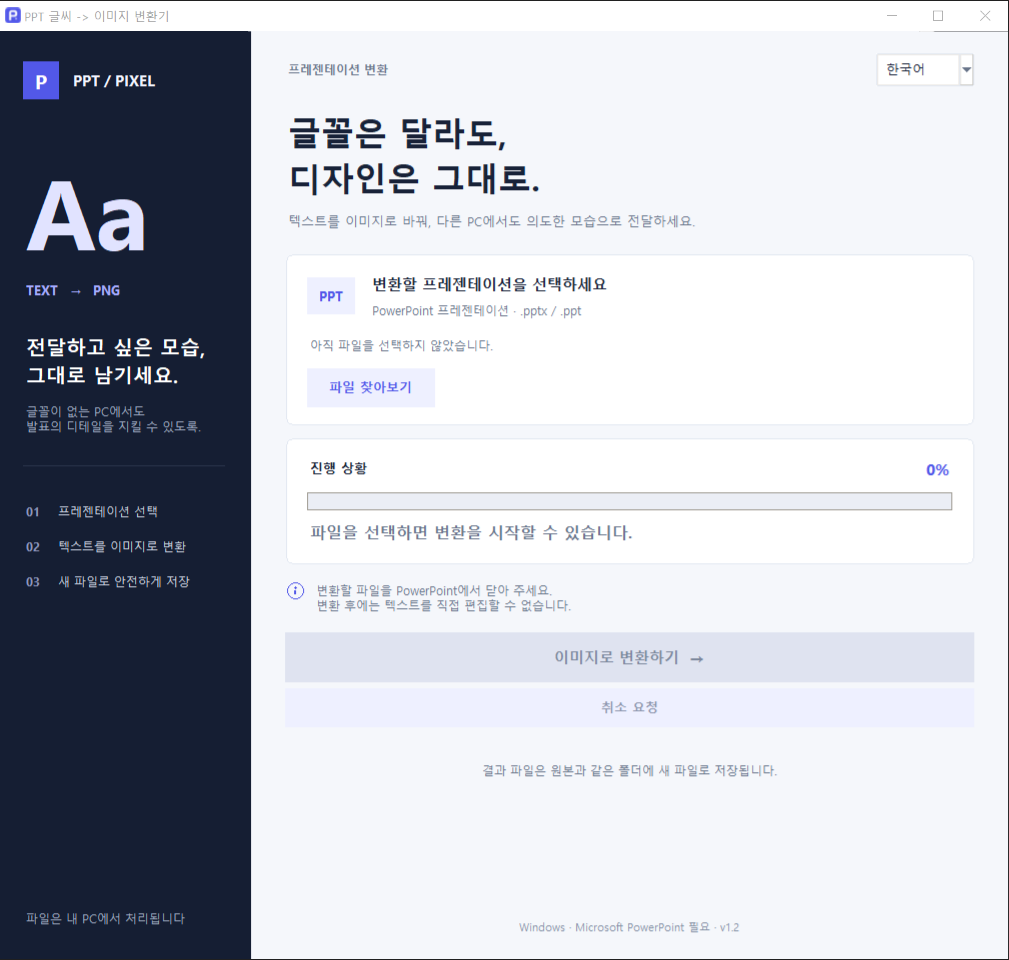 PPT 글씨 -> 이미지 변환기
P PPT / PIXEL
Aa
TEXT → PNG
전달하고 싶은 모습,
그대로 남기세요.
글꼴이 없는 PC에서도
발표의 디테일을 지킬 수 있도록.
01 프레젠테이션 선택
02 텍스트를 이미지로 변환
03 새 파일로 안전하게 저장
파일은 내 PC에서 처리됩니다
프레젠테이션 변환
한국어
글꼴은 달라도,
디자인은 그대로.
텍스트를 이미지로 바꿔, 다른 PC에서도 의도한 모습으로 전달하세요.
PPT
변환할 프레젠테이션을 선택하세요
PowerPoint 프레젠테이션 · .pptx / .ppt
아직 파일을 선택하지 않았습니다.
파일 찾아보기
진행 상황
0%
파일을 선택하면 변환을 시작할 수 있습니다.
변환할 파일을 PowerPoint에서 닫아 주세요.
변환 후에는 텍스트를 직접 편집할 수 없습니다.
이미지로 변환하기 →
취소 요청
결과 파일은 원본과 같은 폴더에 새 파일로 저장됩니다.
Windows · Microsoft PowerPoint 필요 · v1.2